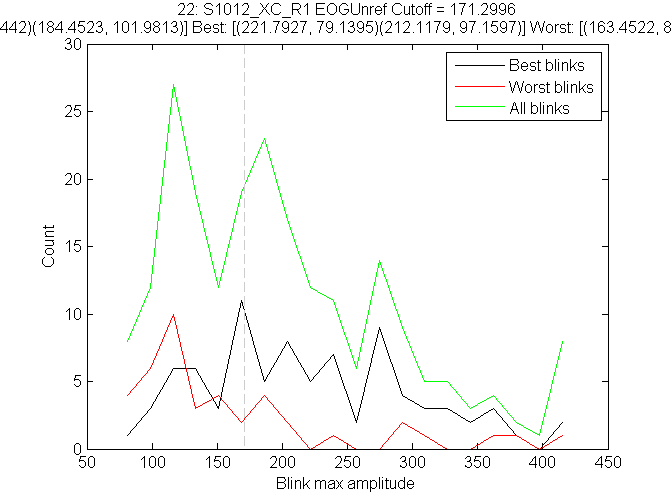 22: S1012_XC_R1 EOGUnref Cutoff = 171.2996
442)(184.4523, 101.9813)] Best: [(221.7927, 79.1395)(212.1179, 97.1597)] Worst: [(163.4522, 8
30
25
20
15
10
5
0
Count
50 100 150 200 250 300 350 400 450
Blink max amplitude
Best blinks
Worst blinks
All blinks